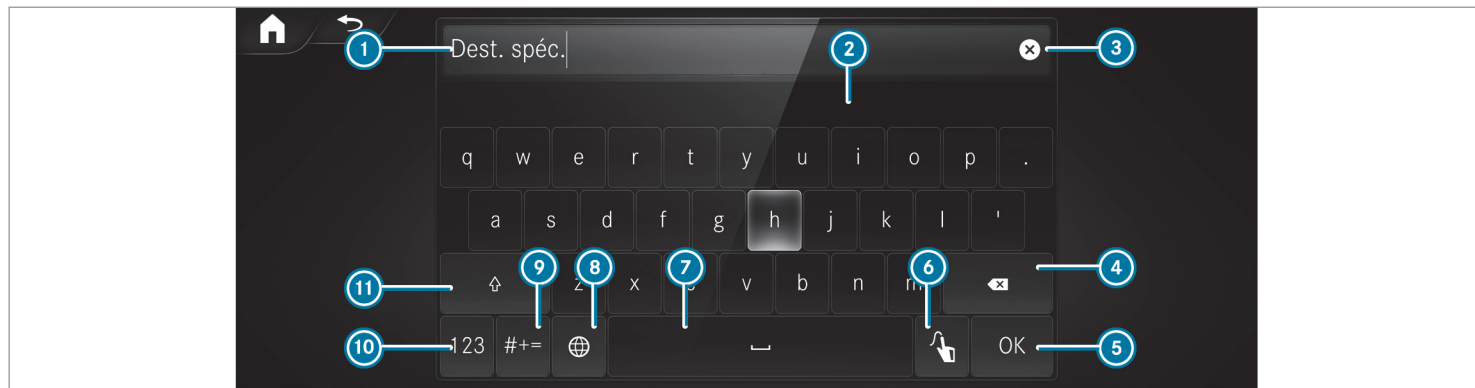 1 Dest. spéc. 2 3
q w e r t y u i o p .
a s d f g h j k l '
9 8 7 6 4
11 z x v b n m
10 123 #+= OK 5